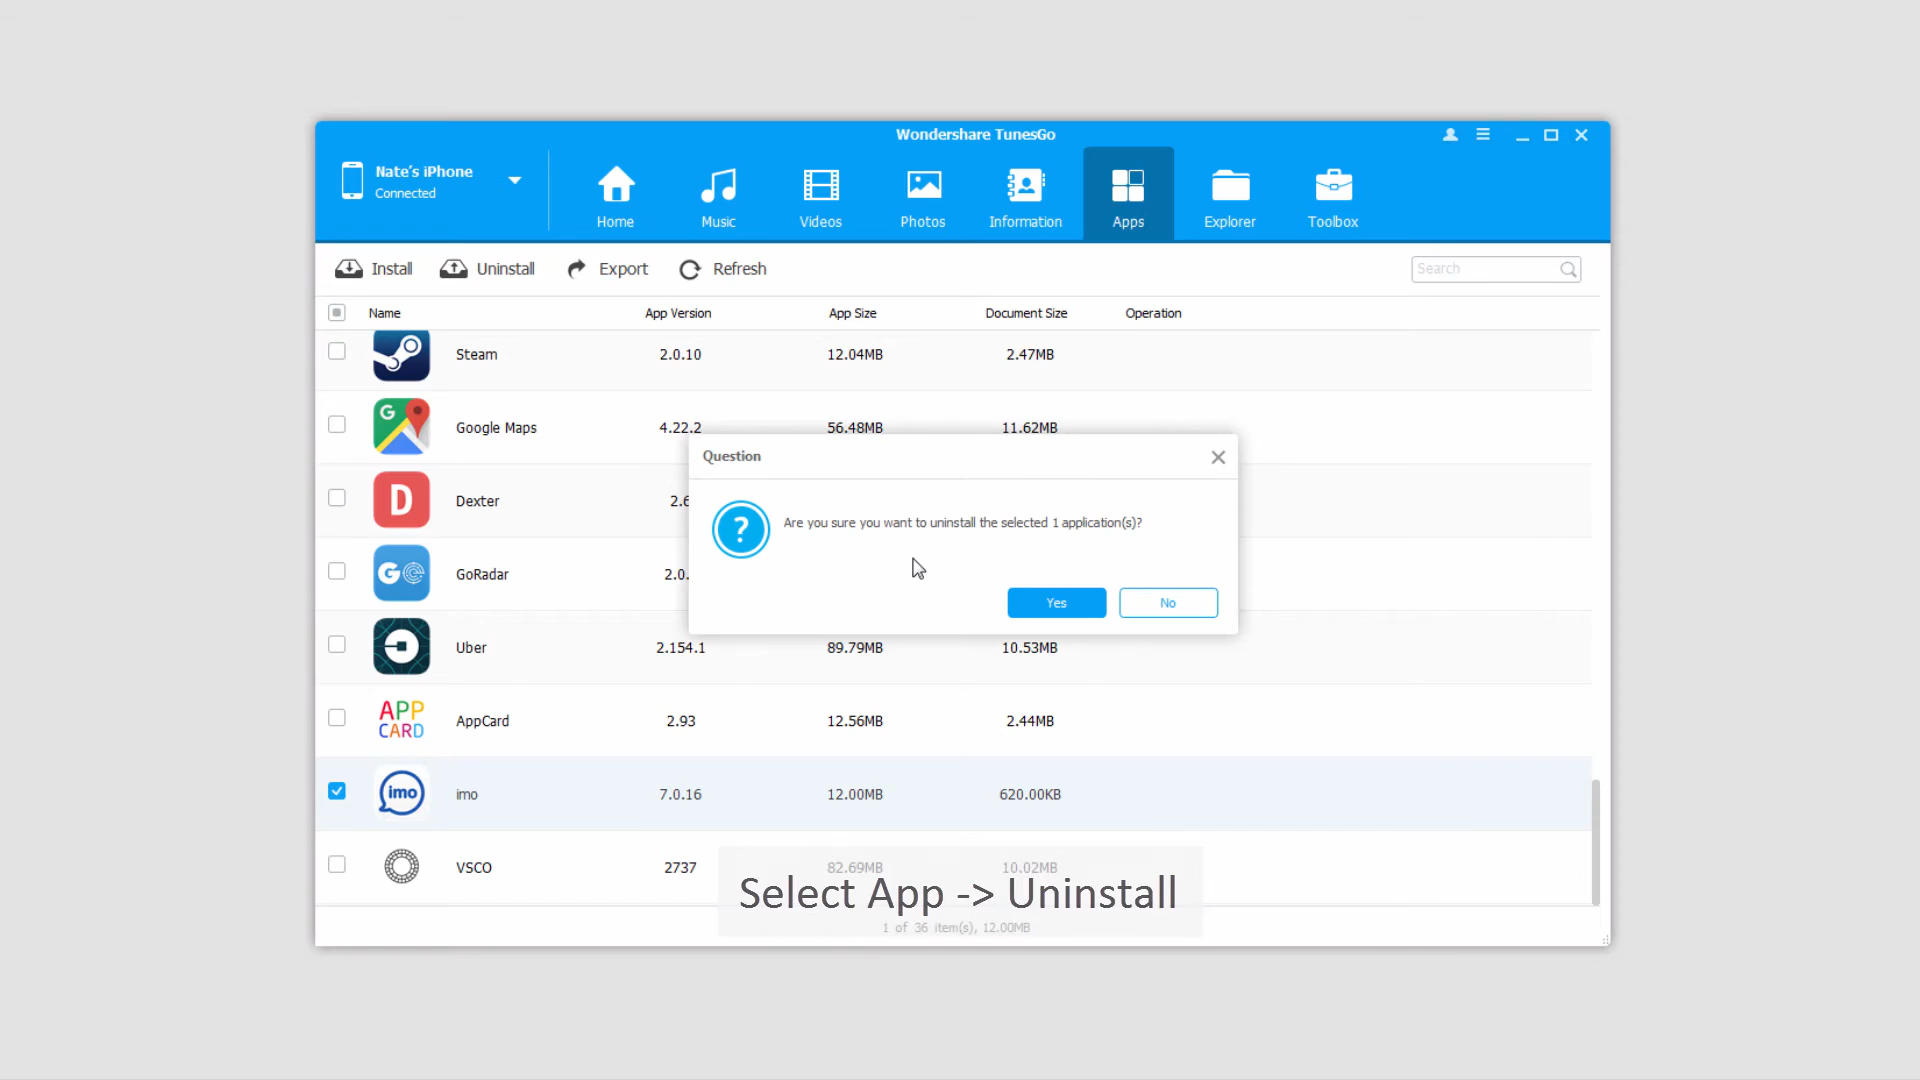 Wondershare TunesGo
Nate's iPhone
Connected
Home
Music
Videos
Photos
Information
Apps
Explorer
Toolbox
Install
Uninstall
Export
Refresh
Search
Name
App Version
App Size
Document Size
Operation
Steam
2.0.10
12.04MB
2.47MB
G
Google Maps
4.22.2
56.48MB
11.62MB
D
Dexter
2.6
Question
?
Are you sure you want to uninstall the selected 1 application(s)?
Yes
No
GO
GoRadar
2.0.
Uber
2.154.1
89.79MB
10.53MB
APP
CARD
AppCard
2.93
12.56MB
2.44MB
imo
imo
7.0.16
12.00MB
620.00KB
VSCO
2737
82.69MB
10.02MB
Select App -> Uninstall
1 of 36 item(s), 12.00MB